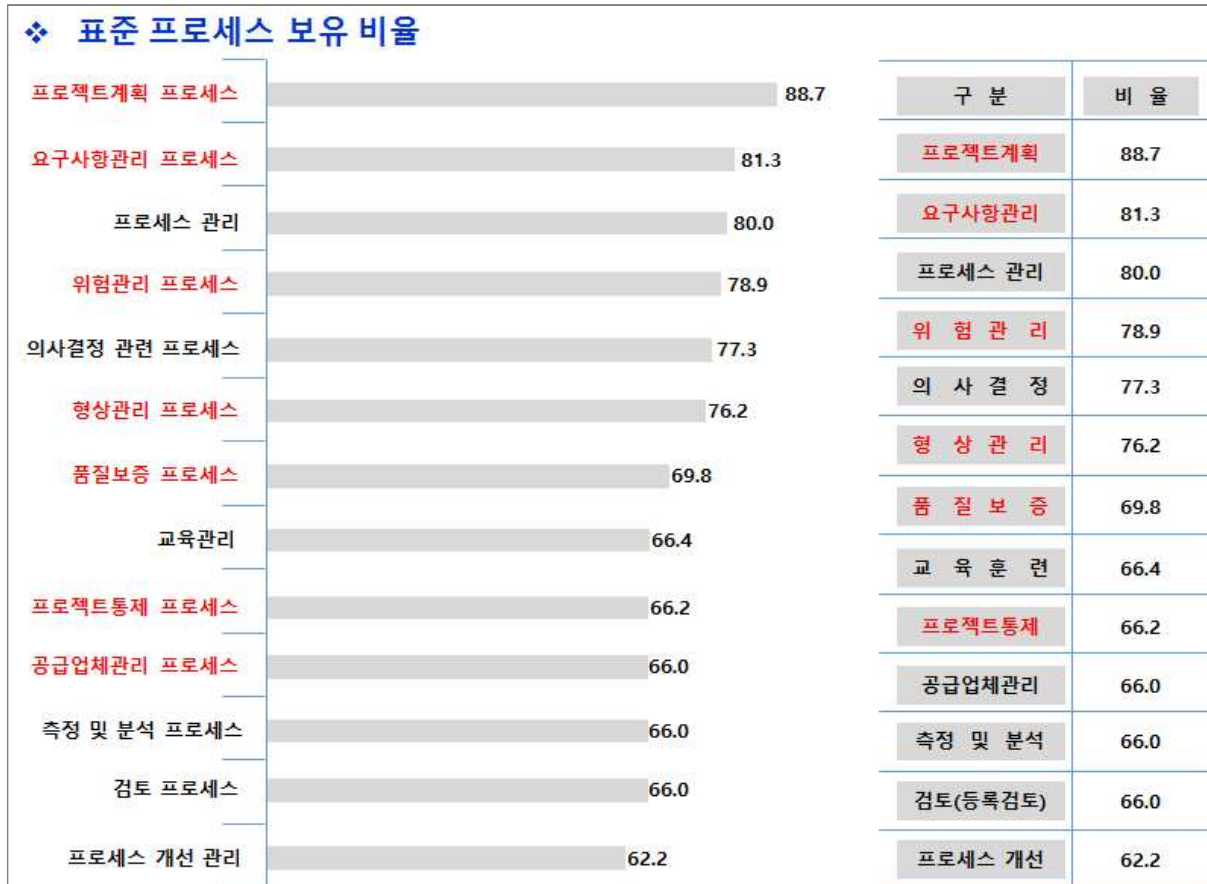 ❖ 표준 프로세스 보유 비율
프로젝트계획 프로세스 88.7
요구사항관리 프로세스 81.3
프로세스 관리 80.0
위험관리 프로세스 78.9
의사결정 관련 프로세스 77.3
형상관리 프로세스 76.2
품질보증 프로세스 69.8
교육관리 66.4
프로젝트통제 프로세스 66.2
공급업체관리 프로세스 66.0
측정 및 분석 프로세스 66.0
검토 프로세스 66.0
프로세스 개선 관리 62.2
구 분 비 율
프로젝트계획 88.7
요구사항관리 81.3
프로세스 관리 80.0
위 험 관 리 78.9
의 사 결 정 77.3
형 상 관 리 76.2
품 질 보 증 69.8
교 육 훈 련 66.4
프로젝트통제 66.2
공급업체관리 66.0
측정 및 분석 66.0
검토(등록검토) 66.0
프로세스 개선 62.2